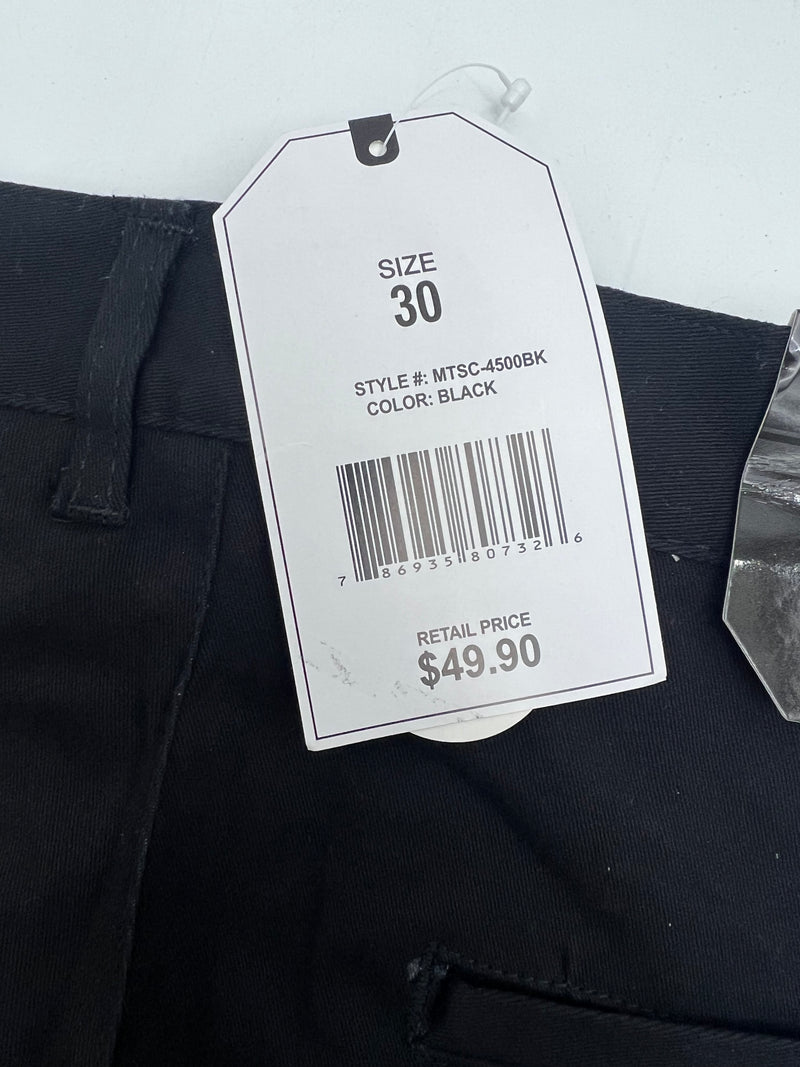 SIZE
30
STYLE #: MTSC-4500BK
COLOR: BLACK
7 86935 80732 6
RETAIL PRICE
$49.90